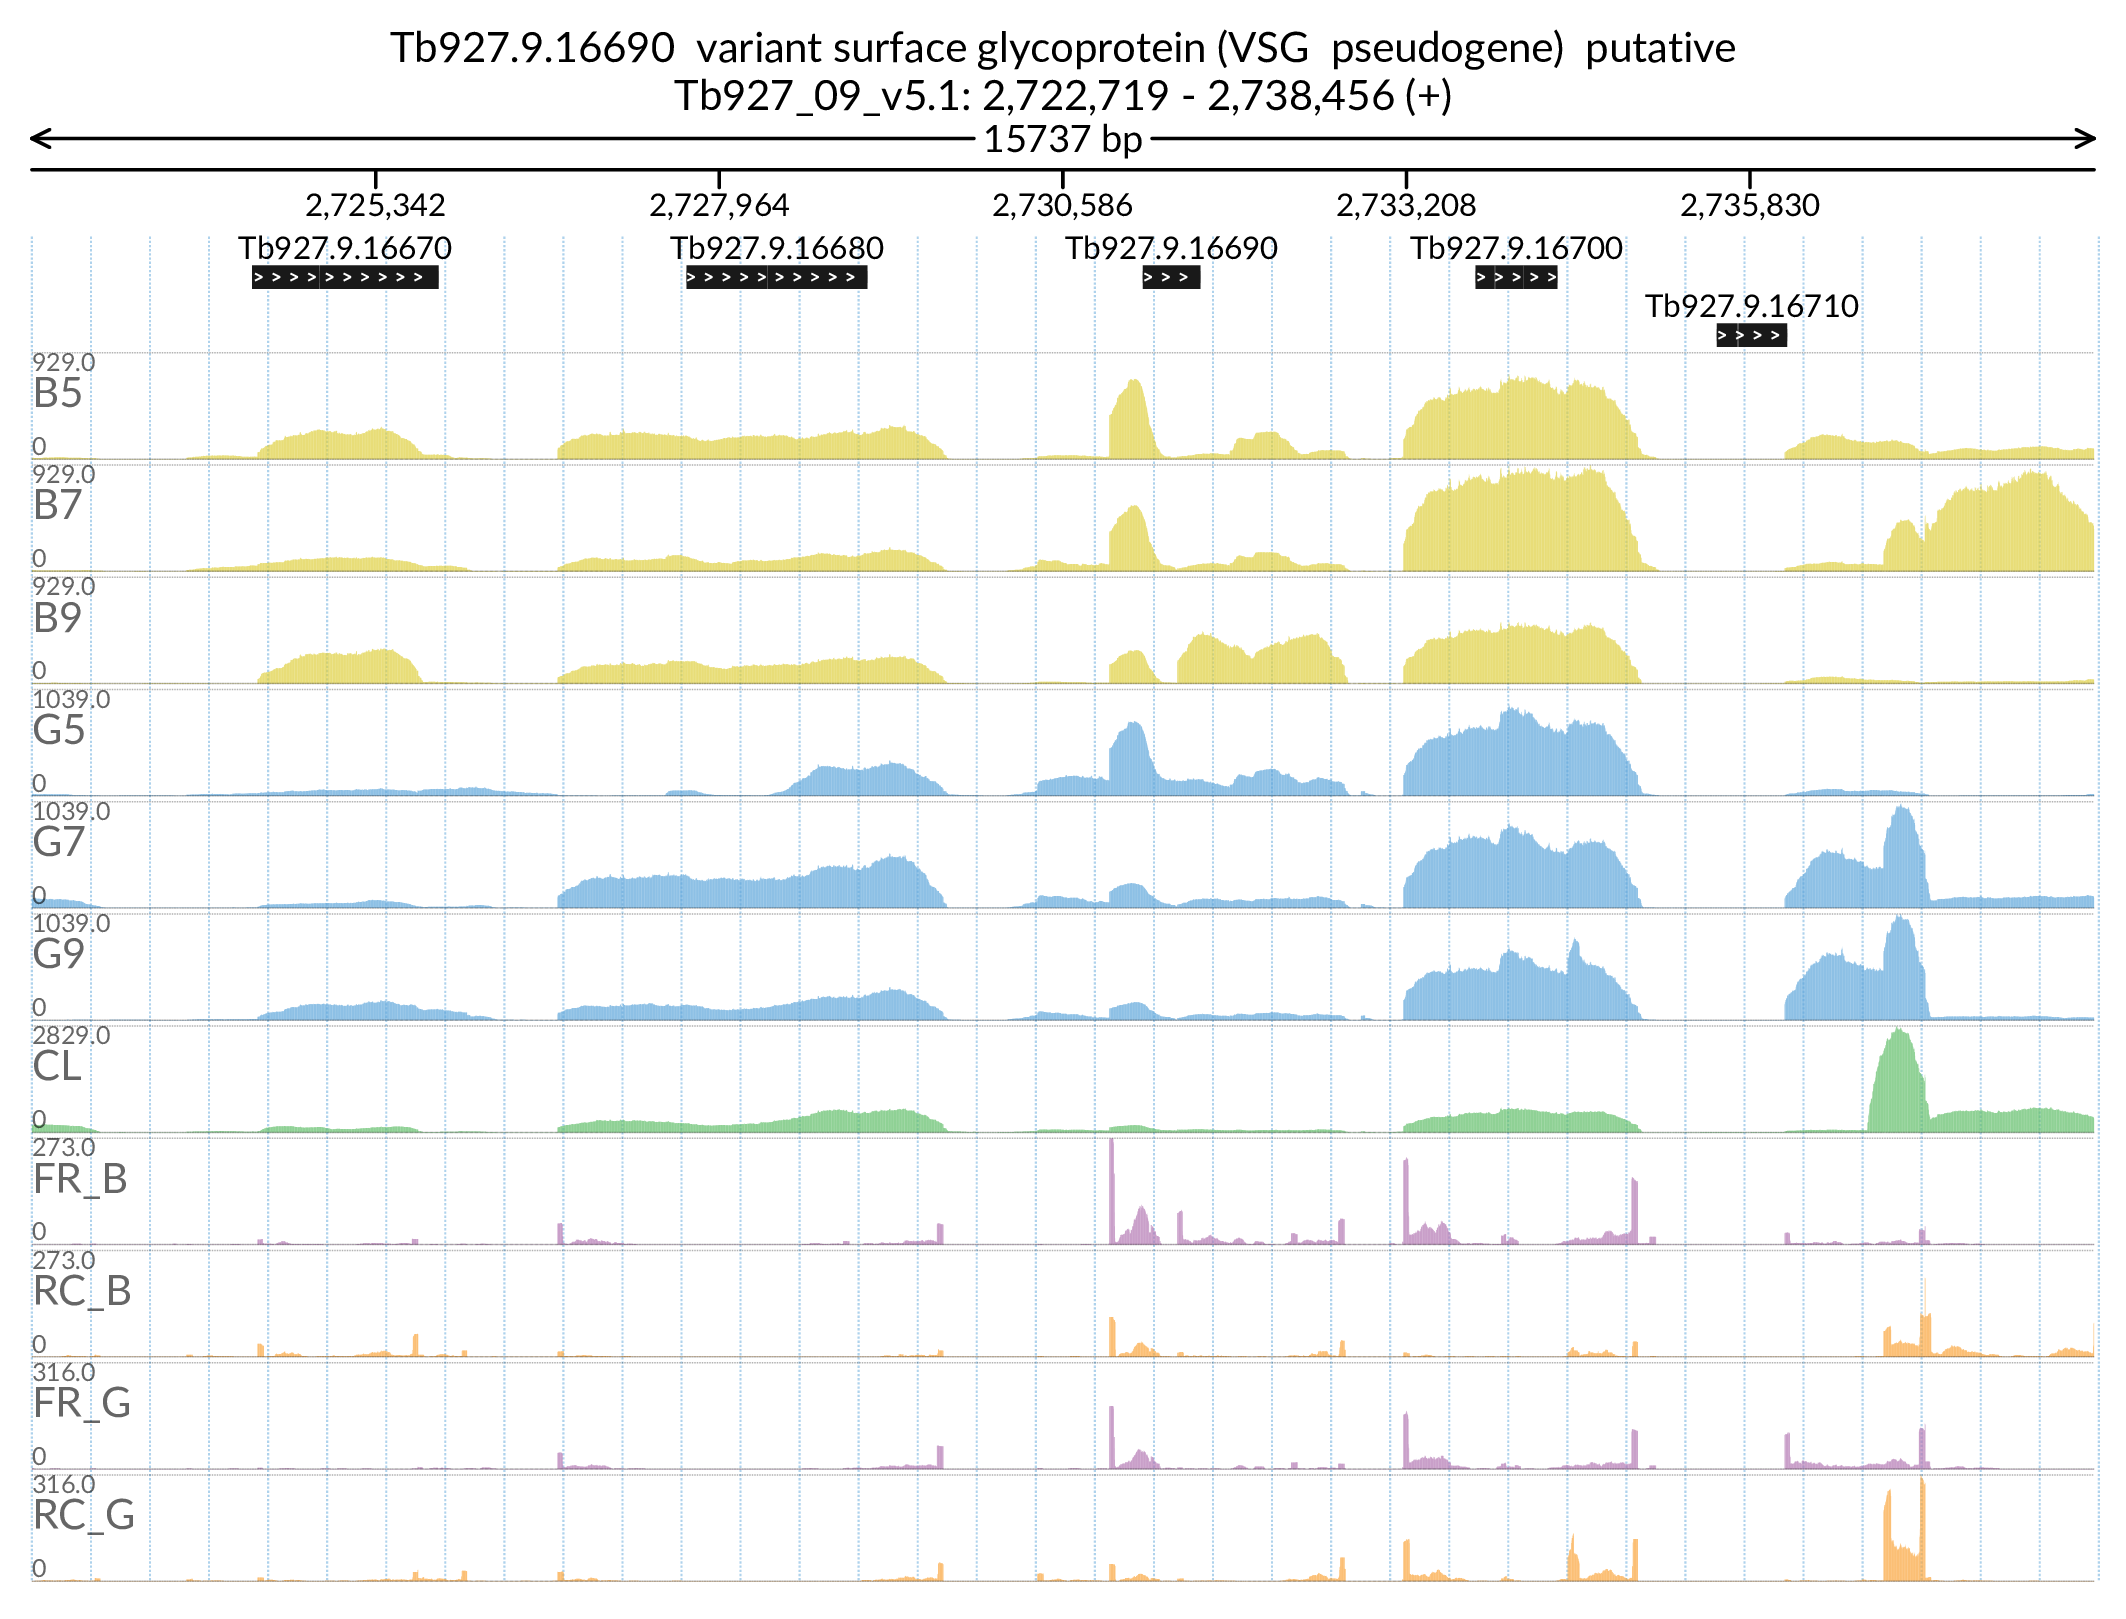 Tb927.9.16690 variant surface glycoprotein (VSG pseudogene) putative
Tb927_09_v5.1: 2,722,719 - 2,738,456 (+)
15737 bp
2,725,342 2,727,964 2,730,586 2,733,208 2,735,830
Tb927.9.16670 Tb927.9.16680 Tb927.9.16690 Tb927.9.16700
Tb927.9.16710
929.0
B5
0
929.0
B7
0
929.0
B9
0
1039.0
G5
0
1039.0
G7
0
1039.0
G9
0
2829.0
CL
0
273.0
FR_B
0
273.0
RC_B
0
316.0
FR_G
0
316.0
RC_G
0